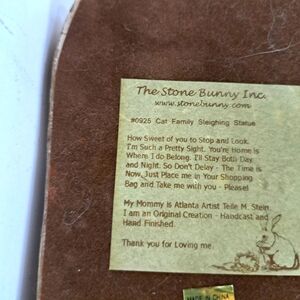 The Stone Bunny Inc.
www.stonebunny.com
#0925 Cat Family Sleighing Statue
How Sweet of you to Stop and Look.
I'm Such a Pretty Sight. You're Home is
Where I do Belong. I'll Stay Both Day
and Night. So Don't Delay - The Time is
Now, Just Place me in Your Shopping
Bag and Take me with you - Please!
My Mommy is Atlanta Artist Teile M. Stein
I am an Original Creation - Handcast and
Hand Finished.
Thank you for Loving me.
MADE IN CHINA